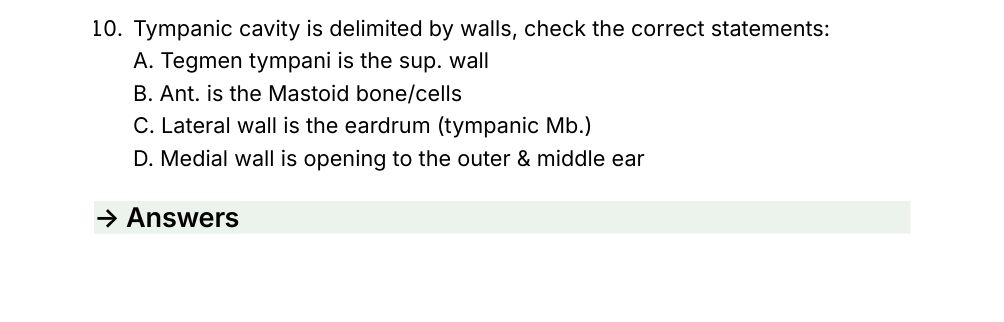 10. Tympanic cavity is delimited by walls, check the correct statements:
A. Tegmen tympani is the sup. wall
B. Ant. is the Mastoid bone/cells
C. Lateral wall is the eardrum (tympanic Mb.)
D. Medial wall is opening to the outer & middle ear
→ Answers